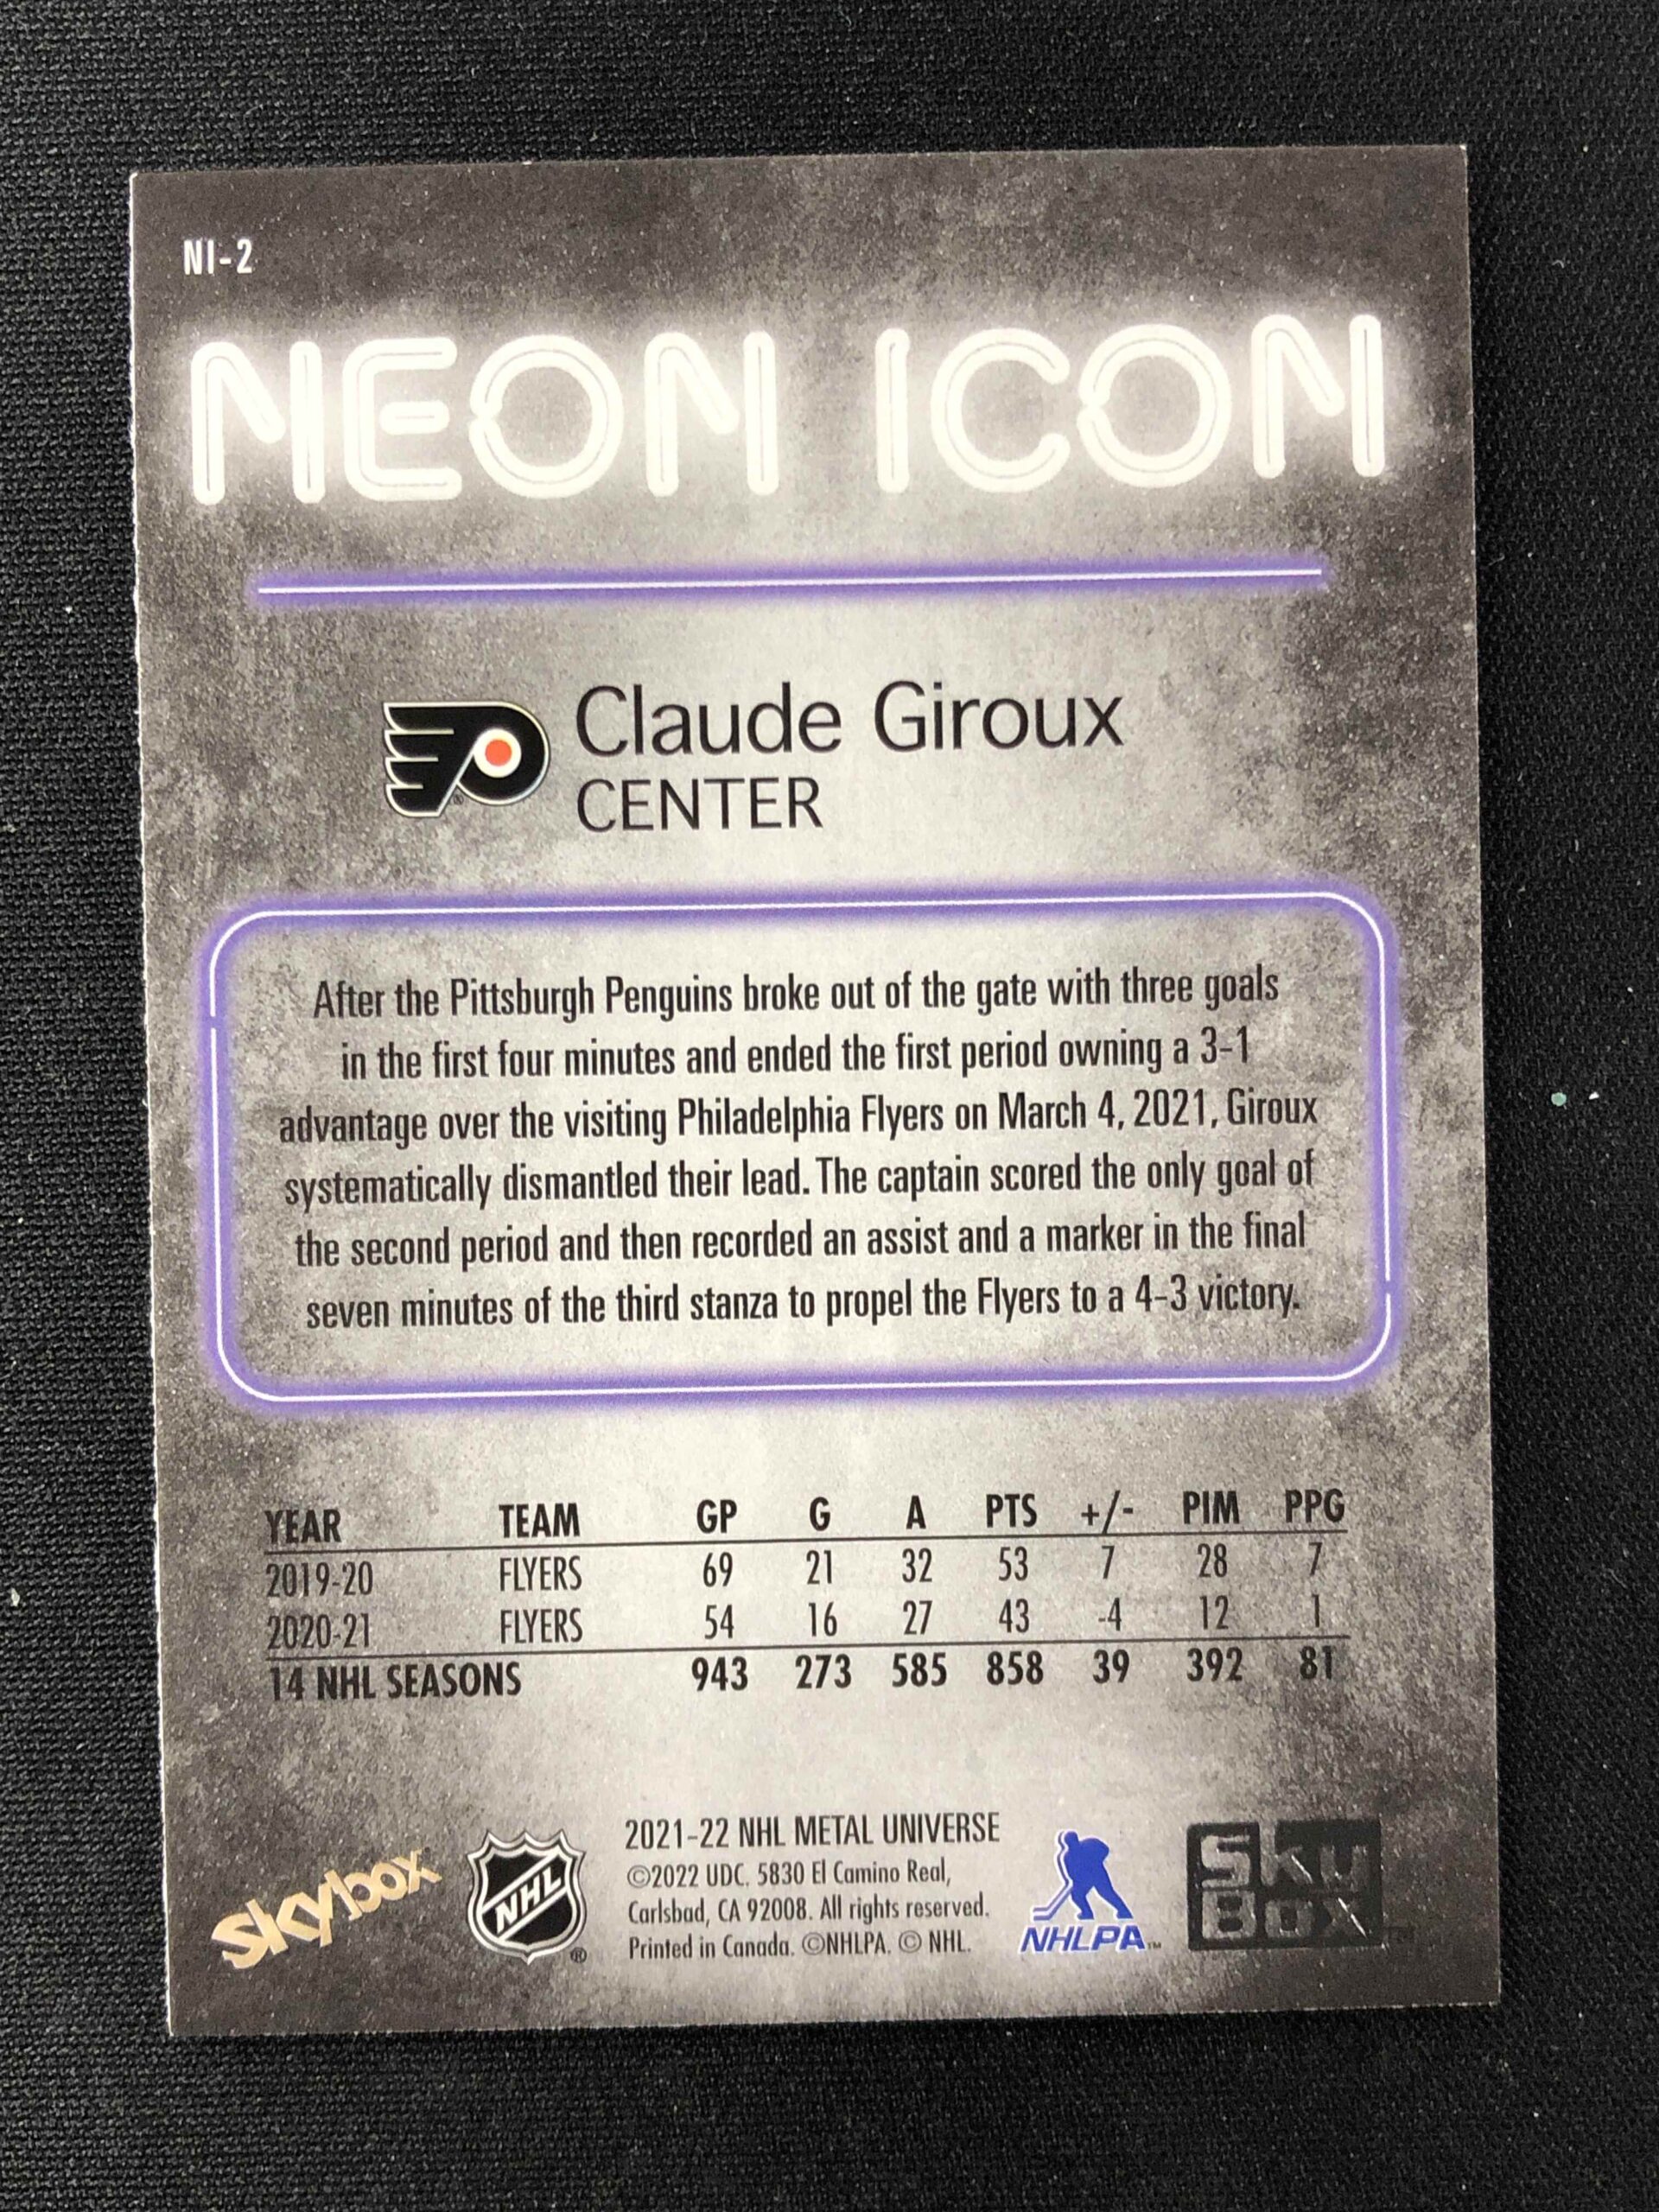 NI-2
NEON ICON
Claude Giroux
CENTER
After the Pittsburgh Penguins broke out of the gate with three goals
in the first four minutes and ended the first period owning a 3-1
advantage over the visiting Philadelphia Flyers on March 4, 2021, Giroux
systematically dismantled their lead. The captain scored the only goal of
the second period and then recorded an assist and a marker in the final
seven minutes of the third stanza to propel the Flyers to a 4-3 victory.
YEAR TEAM GP G A PTS +/- PIM PPG
2019-20 FLYERS 69 21 32 53 7 28 7
2020-21 FLYERS 54 16 27 43 -4 12 1
14 NHL SEASONS 943 273 585 858 39 392 81
skybox
NHL ®
2021-22 NHL METAL UNIVERSE
©2022 UDC. 5830 El Camino Real,
Carlsbad, CA 92008. All rights reserved.
Printed in Canada. ©NHLPA. © NHL.
NHLPA™
SKY
BOX